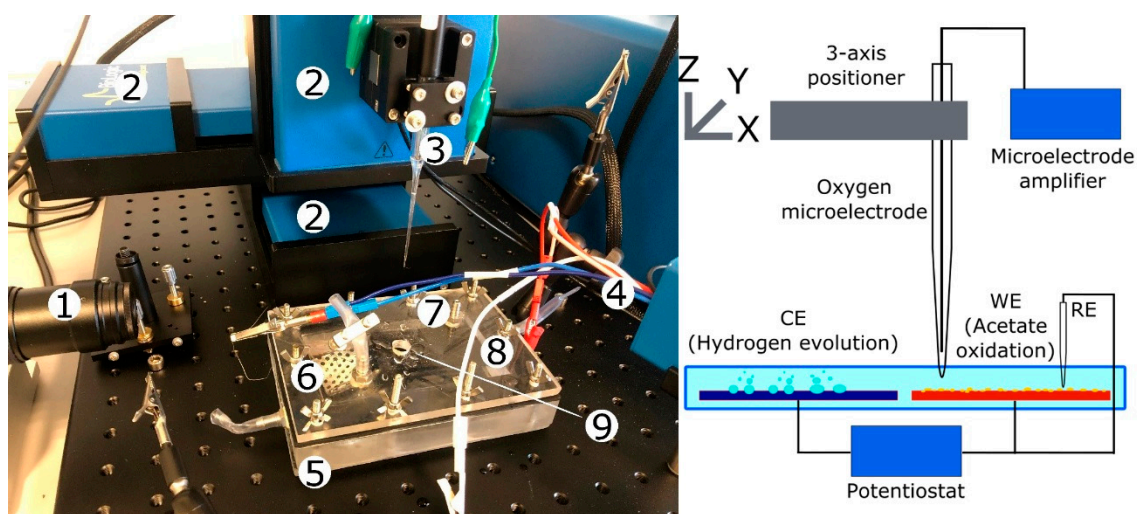 2
2
2
3
1
4
7
8
6
9
5
Z
Y
X
3-axis
positioner
Microelectrode
amplifier
Oxygen
microelectrode
CE
(Hydrogen evolution)
WE
(Acetate
oxidation)
RE
Potentiostat